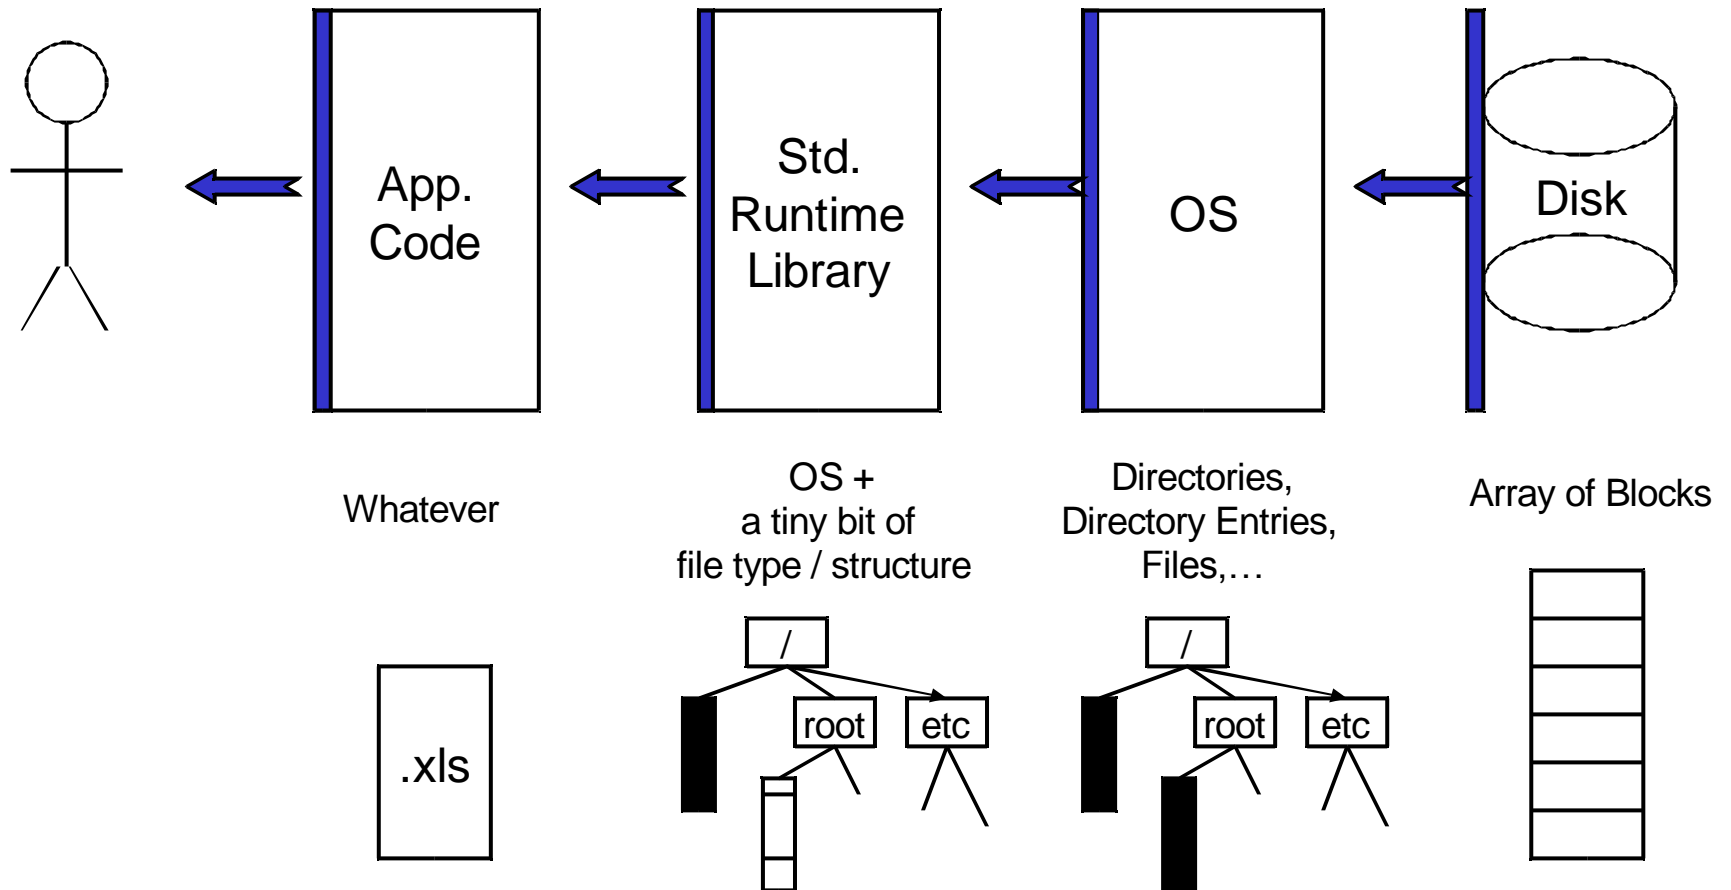 App.
Code
Std.
Runtime
Library
OS
Disk
Whatever
OS +
a tiny bit of
file type / structure
Directories,
Directory Entries,
Files,…
Array of Blocks
.xls
/
root
etc
/
root
etc